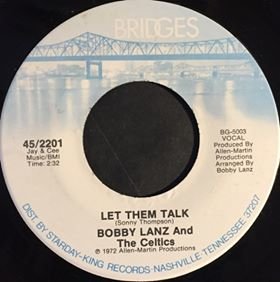 BRIDGES
45/2201
Jay & Cee
Music/BMI
Time: 2:32
BG-5003
VOCAL
Produced By
Allen-Martin
Productions
Arranged By
Bobby Lanz
LET THEM TALK
(Sonny Thompson)
BOBBY LANZ And
The Celtics
℗ 1972 Allen-Martin
Productions
DIST BY STARDAY-KING RECORDS-NASHVILLE TENNESSEE 37207